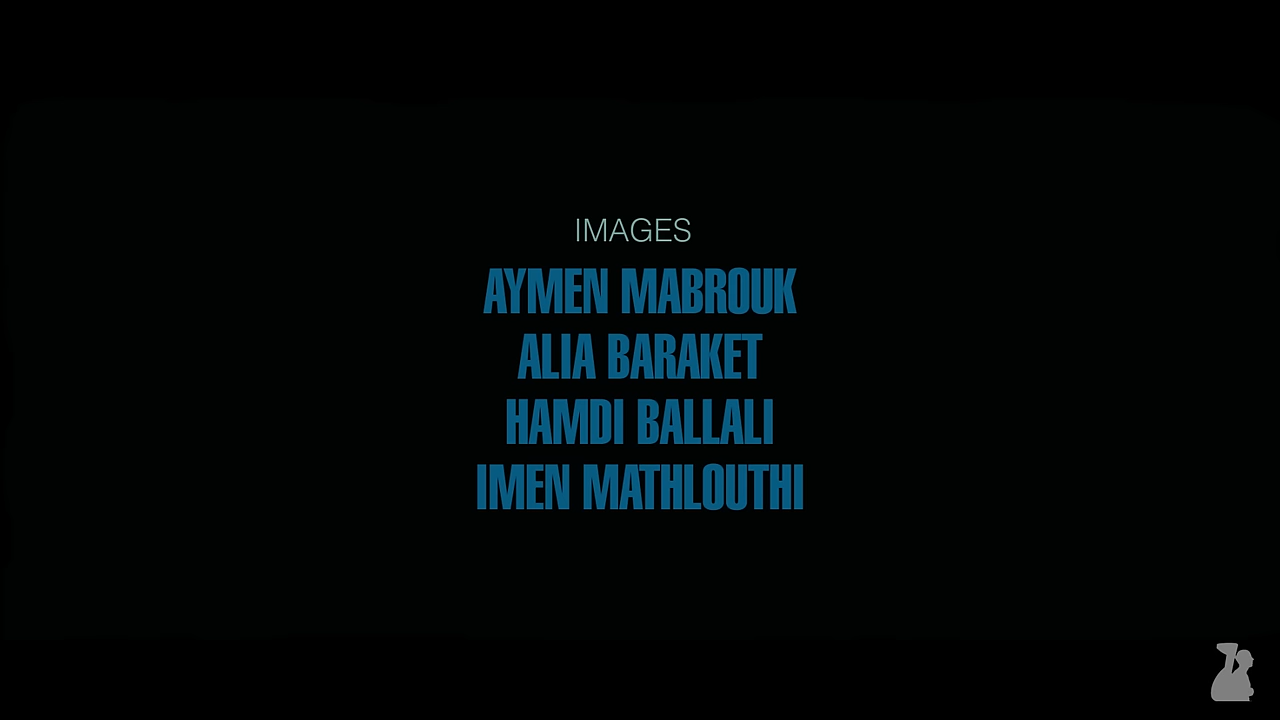 IMAGES
AYMEN MABROUK
ALIA BARAKET
HAMDI BALLALI
IMEN MATHLOUTHI